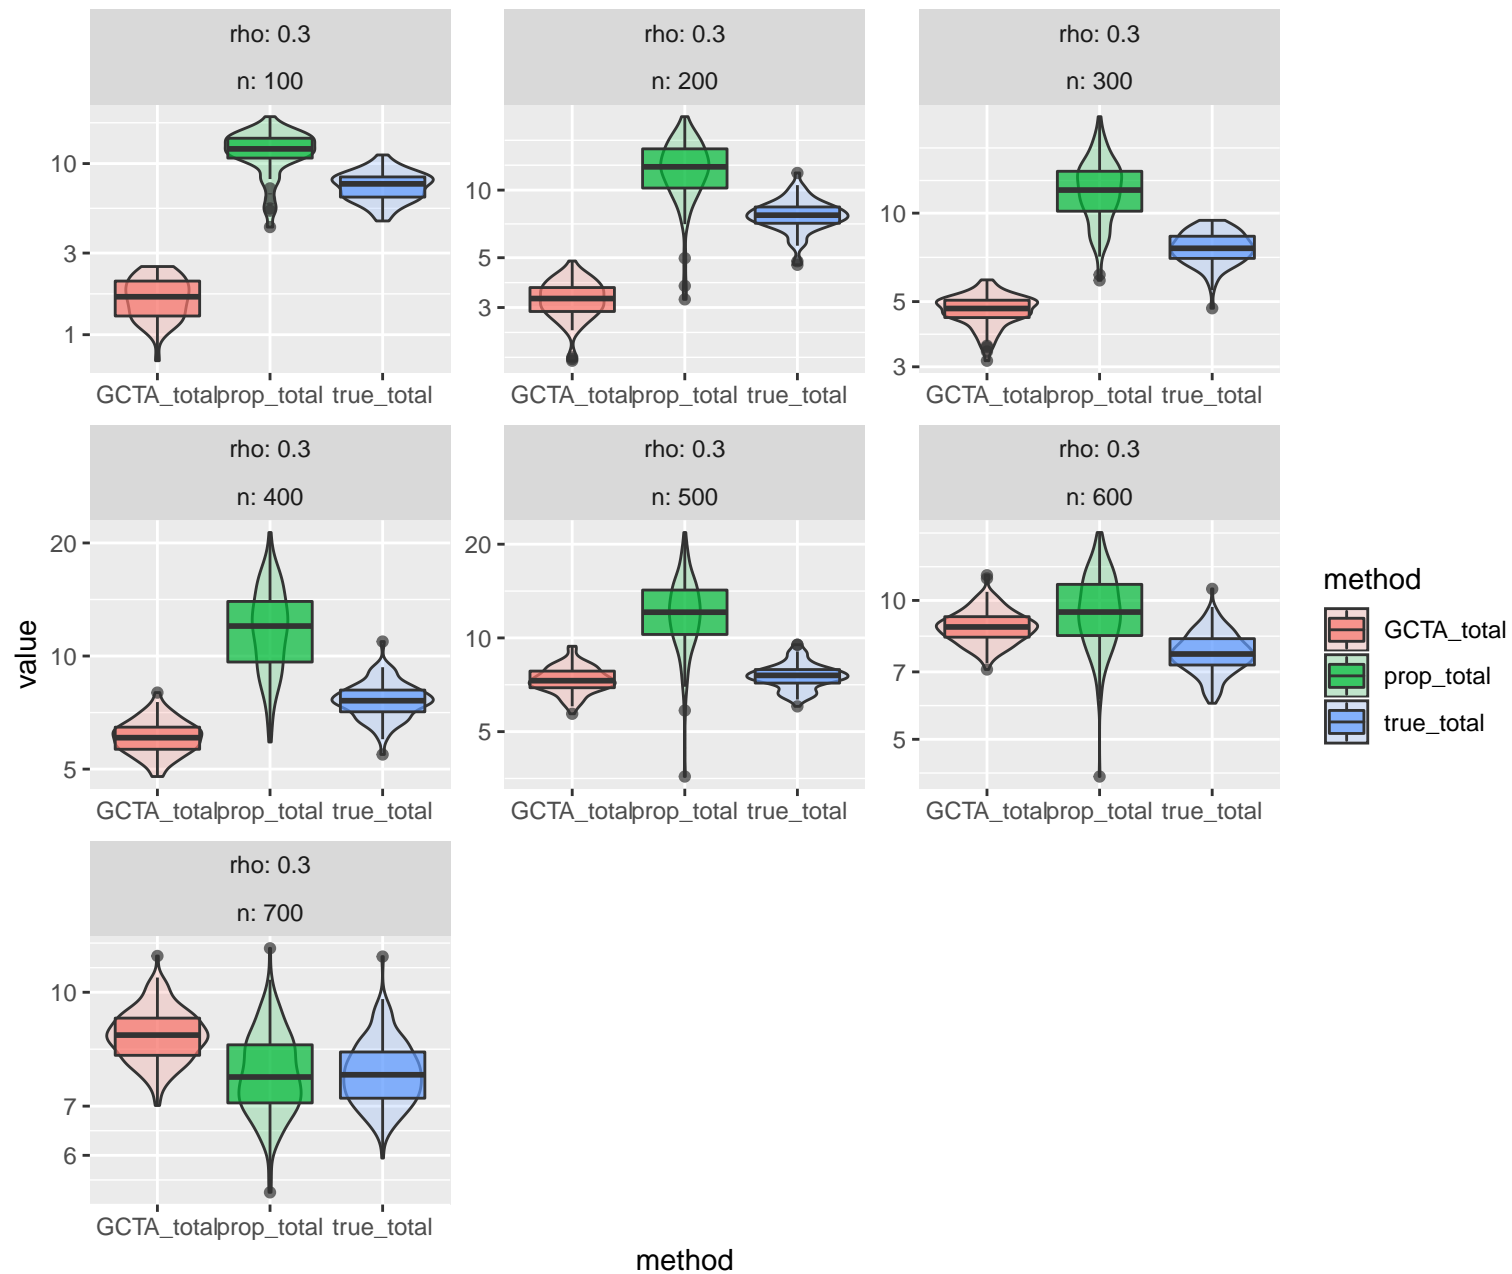 rho: 0.3
n: 100
rho: 0.3
n: 200
rho: 0.3
n: 300
10
3
1
10
5
3
10
5
3
GCTA_total prop_total true_total
GCTA_total prop_total true_total
GCTA_total prop_total true_total
rho: 0.3
n: 400
rho: 0.3
n: 500
rho: 0.3
n: 600
value
20
10
5
20
10
5
10
7
5
GCTA_total prop_total true_total
GCTA_total prop_total true_total
GCTA_total prop_total true_total
rho: 0.3
n: 700
10
7
6
GCTA_total prop_total true_total
method
method
GCTA_total
prop_total
true_total